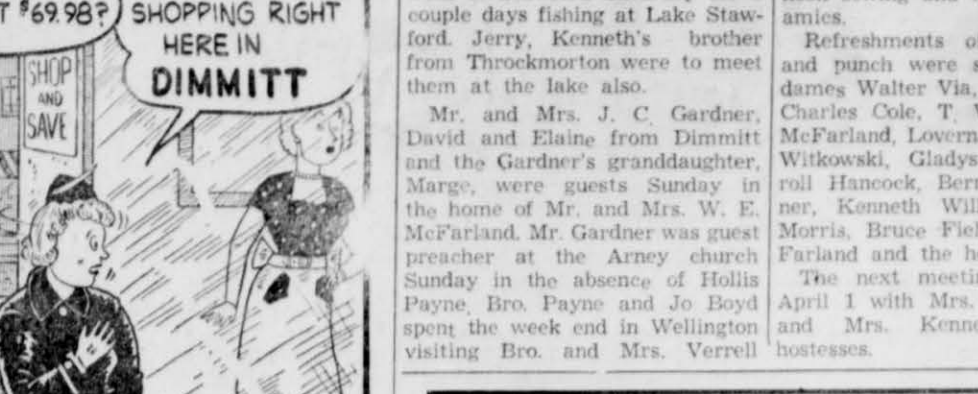 T $69.98?
SHOPPING RIGHT
HERE IN
DIMMITT
SHOP
AND
SAVE
couple days fishing at Lake Staw-
ford. Jerry, Kenneth's brother
from Throckmorton were to meet
them at the lake also.
Mr. and Mrs. J. C. Gardner,
David and Elaine from Dimmitt
and the Gardner's granddaughter,
Marge, were guests Sunday in
the home of Mr. and Mrs. W. E.
McFarland. Mr. Gardner was guest
preacher at the Arney church
Sunday in the absence of Hollis
Payne. Bro. Payne and Jo Boyd
spent the week end in Wellington
visiting Bro. and Mrs. Verrell
amics.
Refreshments o
and punch were s
dames Walter Via,
Charles Cole, T.
McFarland, Lovern
Witkowski, Gladys
roll Hancock, Bern
ner, Kenneth Will
Morris, Bruce Fiel
Farland and the h
The next meeti
April 1 with Mrs.
and Mrs. Kenne
hostesses.